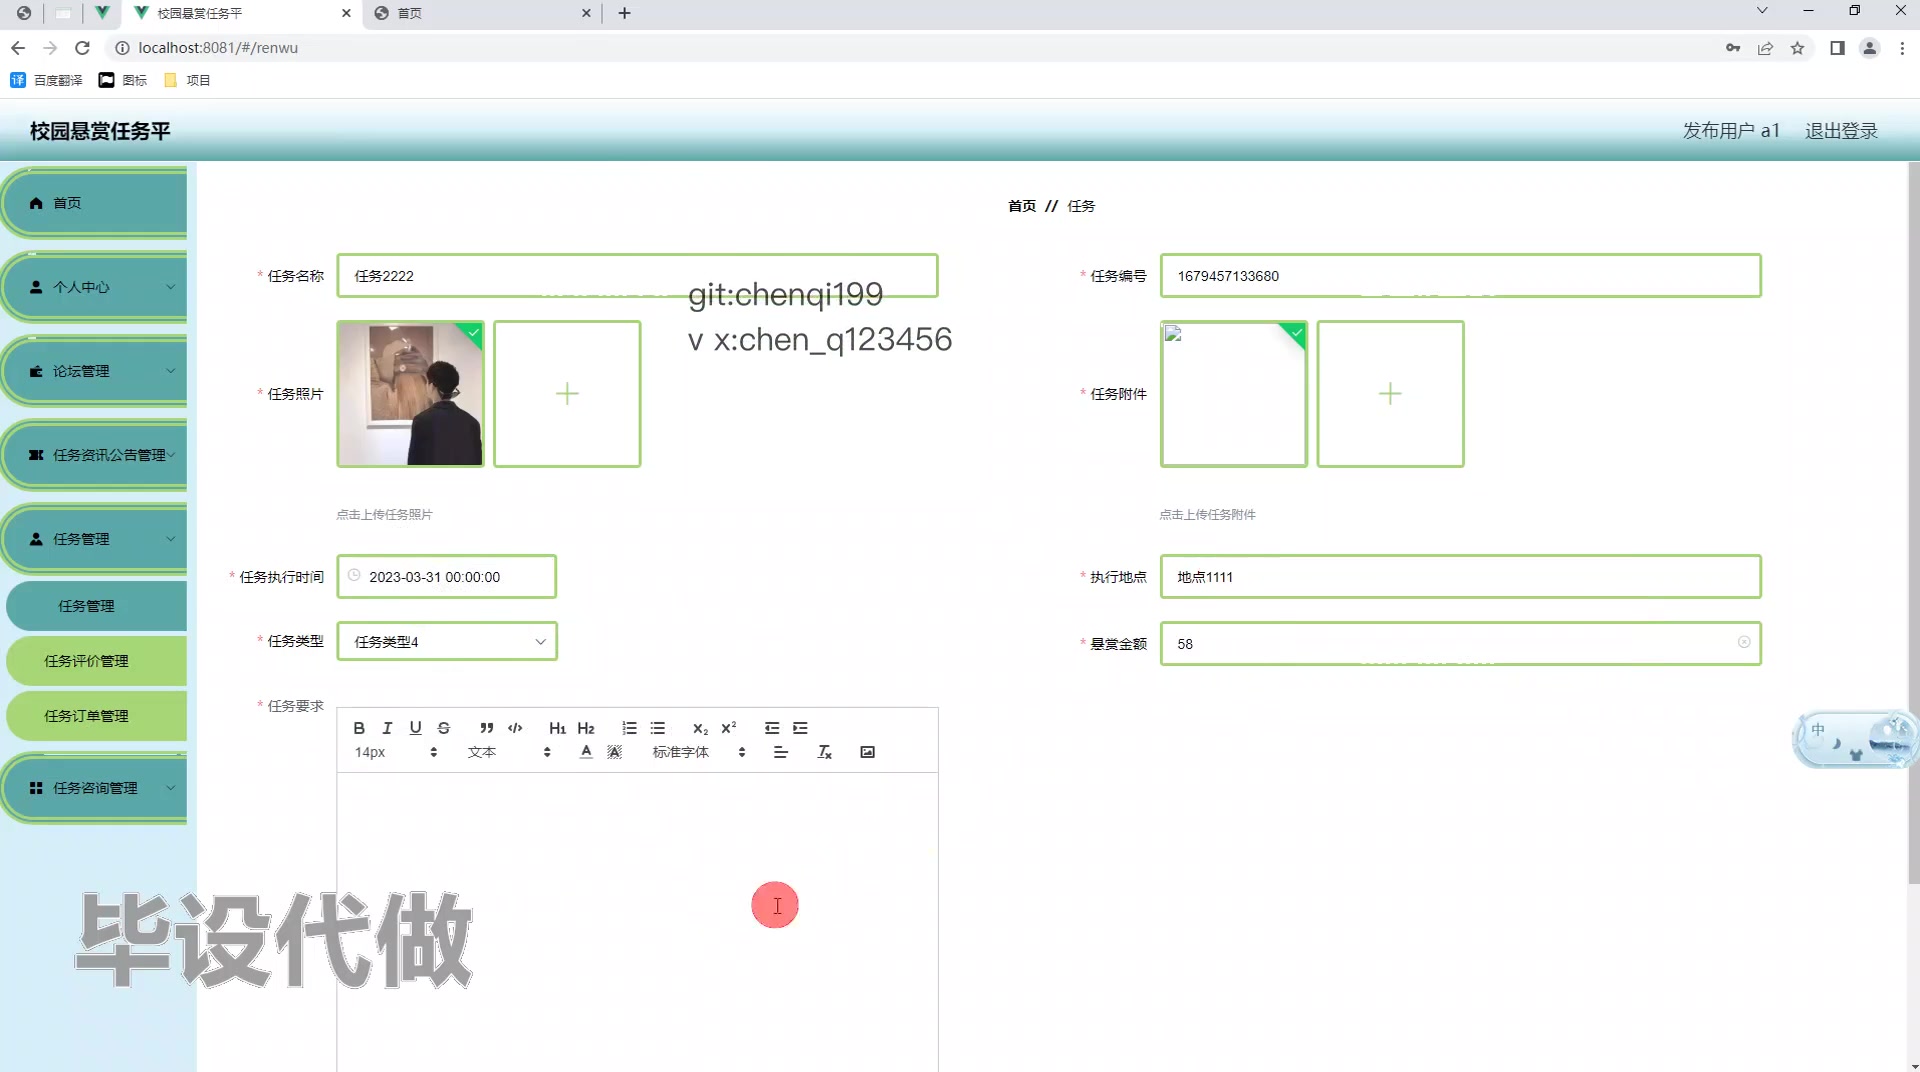 校园悬赏任务平
首页
localhost:8081/#/renwu
译 百度翻译 图标 项目
校园悬赏任务平
发布用户 a1 退出登录
首页
个人中心
论坛管理
任务资讯公告管理
任务管理
任务管理
任务评价管理
任务订单管理
任务咨询管理
首页 // 任务
* 任务名称 任务2222
* 任务编号 1679457133680
git:chenqi199
v x:chen_q123456
* 任务照片
* 任务附件
点击上传任务照片
点击上传任务附件
* 任务执行时间 2023-03-31 00:00:00
* 执行地点 地点1111
* 任务类型 任务类型4
* 悬赏金额 58
* 任务要求
B I U S ” </> H1 H2 X₂ X²
14px 文本 A A 标准字体 Tx
中
毕设代做